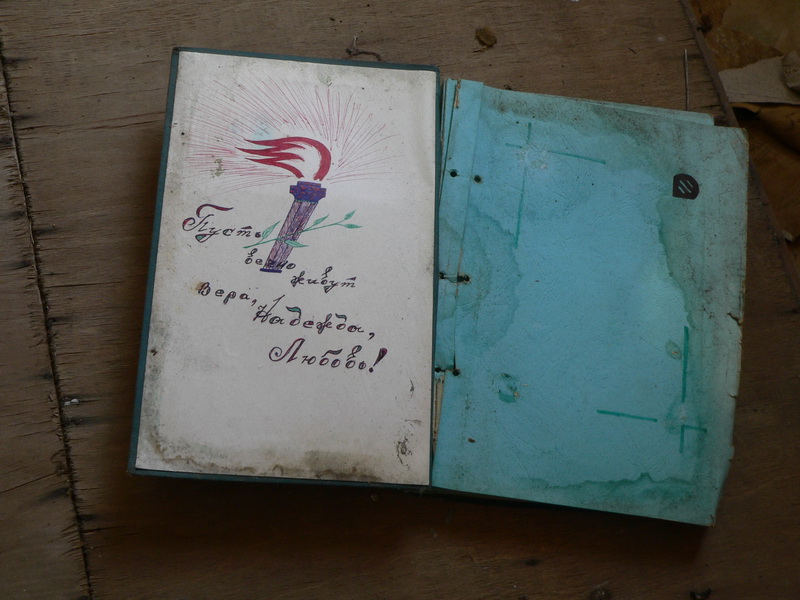 Пусть
вечно
живут
Вера,
Надежда,
Любовь!